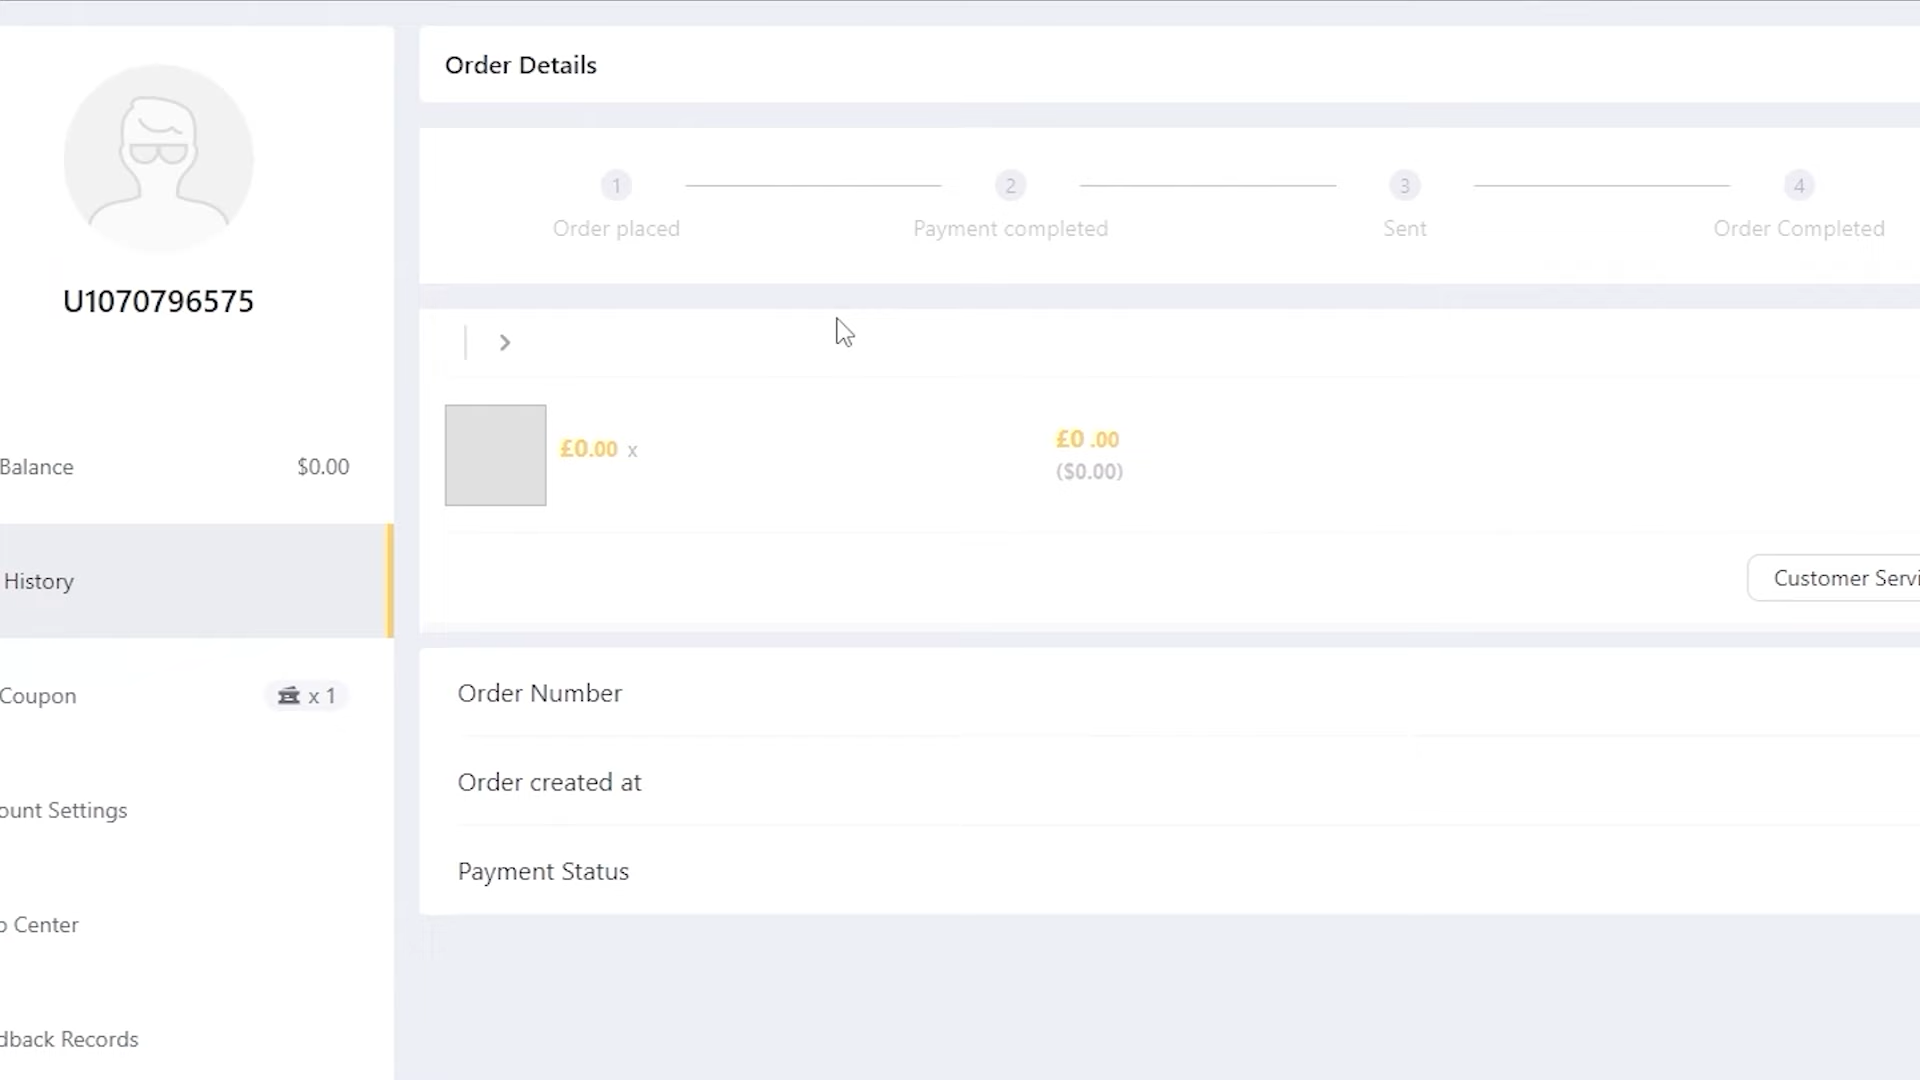 Order Details
1
2
3
4
Order placed
Payment completed
Sent
Order Completed
U1070796575
£0.00 x
£0 .00
($0.00)
Balance $0.00
History
Customer Servi
Coupon x 1
Order Number
Order created at
ount Settings
Payment Status
p Center
dback Records